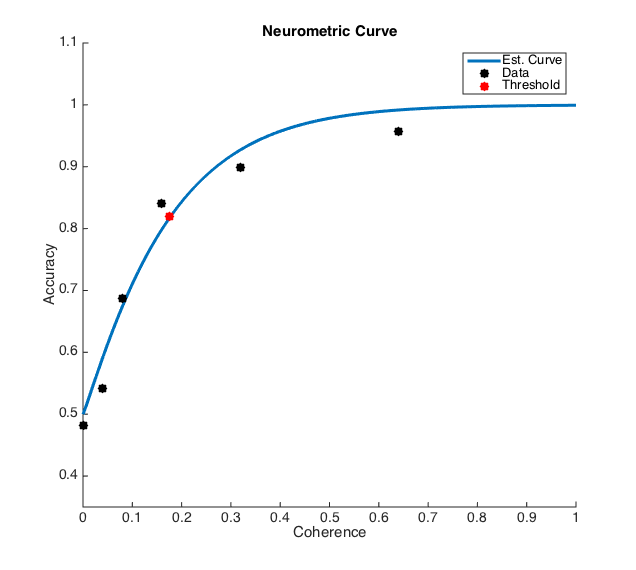 Neurometric Curve
Est. Curve
Data
Threshold
1.1
1
0.9
0.8
0.7
0.6
0.5
0.4
Accuracy
0 0.1 0.2 0.3 0.4 0.5 0.6 0.7 0.8 0.9 1
Coherence